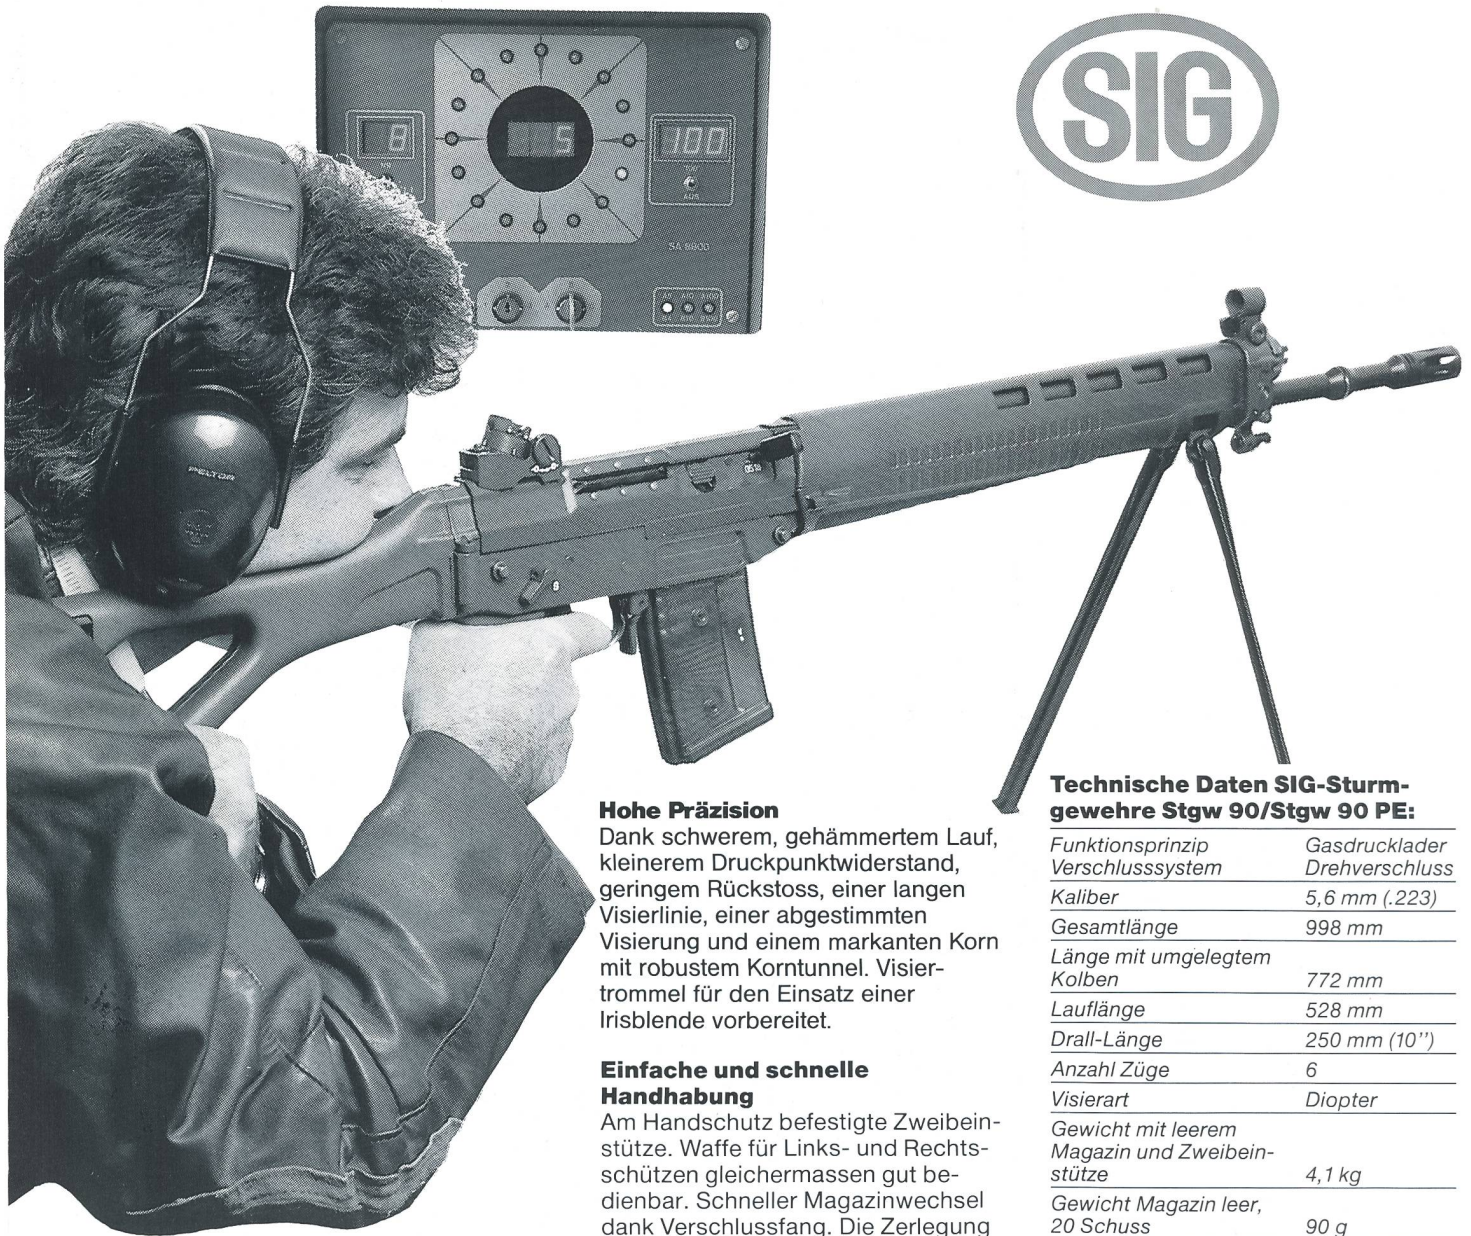 8
5
100
AUS
SA 8800
A5 A10 A100
SIG
PELTOR
0518
6
Hohe Präzision
Dank schwerem, gehämmertem Lauf,
kleinerem Druckpunktwiderstand,
geringem Rückstoss, einer langen
Visierlinie, einer abgestimmten
Visierung und einem markanten Korn
mit robustem Korntunnel. Visier-
trommel für den Einsatz einer
Irisblende vorbereitet.
Einfache und schnelle
Handhabung
Am Handschutz befestigte Zweibein-
stütze. Waffe für Links- und Rechts-
schützen gleichermassen gut be-
dienbar. Schneller Magazinwechsel
dank Verschlussfang. Die Zerlegung
Technische Daten SIG-Sturm-
gewehre Stgw 90/Stgw 90 PE:
Funktionsprinzip Gasdrucklader
Verschlusssystem Drehverschluss
Kaliber 5,6 mm (.223)
Gesamtlänge 998 mm
Länge mit umgelegtem
Kolben 772 mm
Lauflänge 528 mm
Drall-Länge 250 mm (10’’)
Anzahl Züge 6
Visierart Diopter
Gewicht mit leerem
Magazin und Zweibein-
stütze 4,1 kg
Gewicht Magazin leer,
20 Schuss 90 g